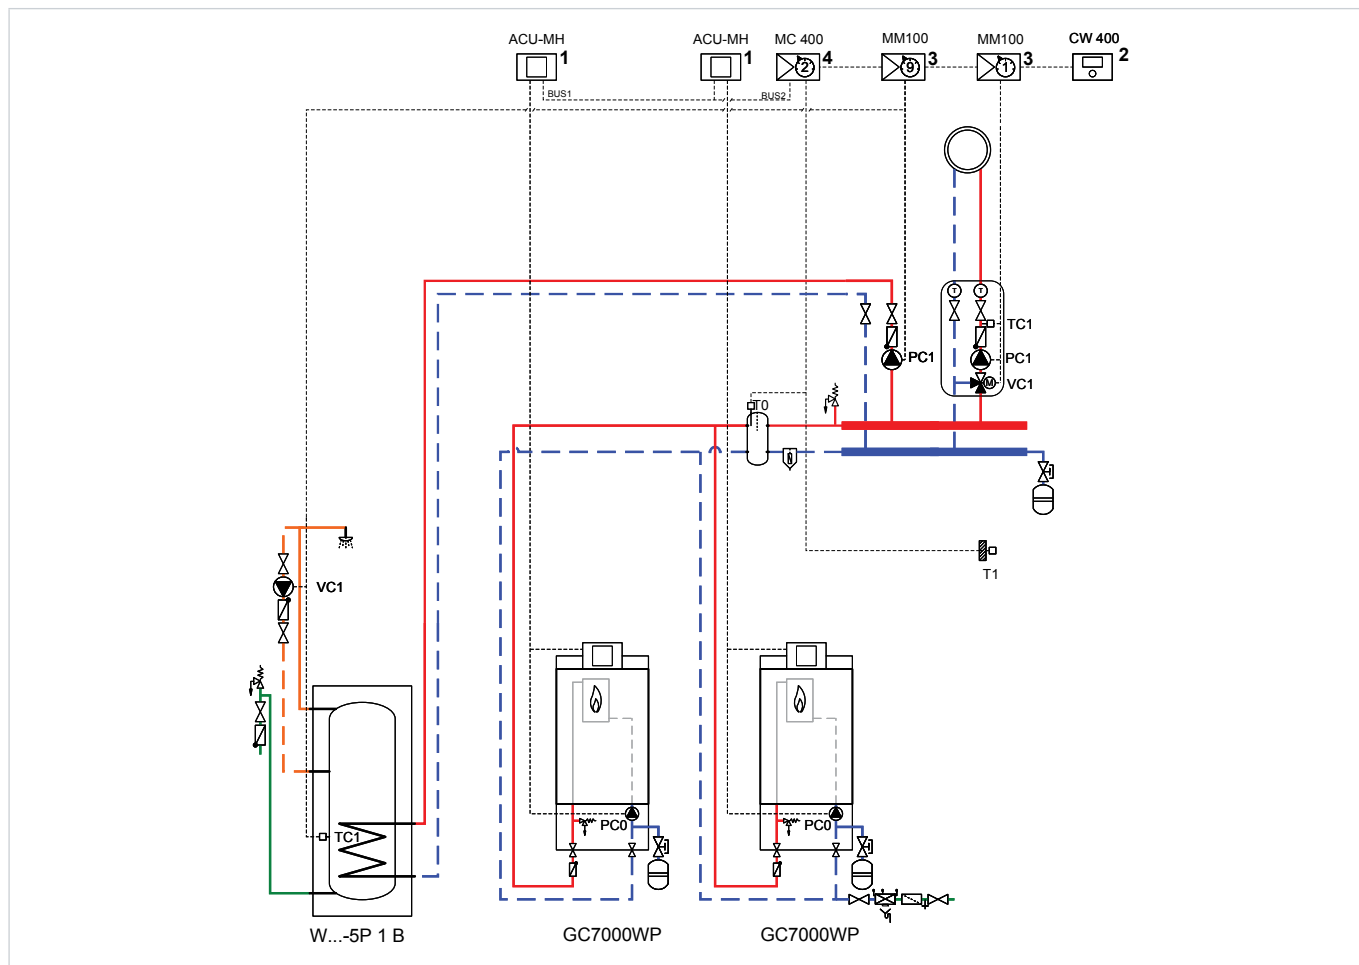 ACU-MH 1
ACU-MH 1
MC 400 4
MM100 3
MM100 3
CW 400 2
2
9
1
BUS1
BUS2
T
T
TC1
PC1
PC1
M
VC1
T0
T1
VC1
TC1
PC0
PC0
W...-5P 1 B
GC7000WP
GC7000WP